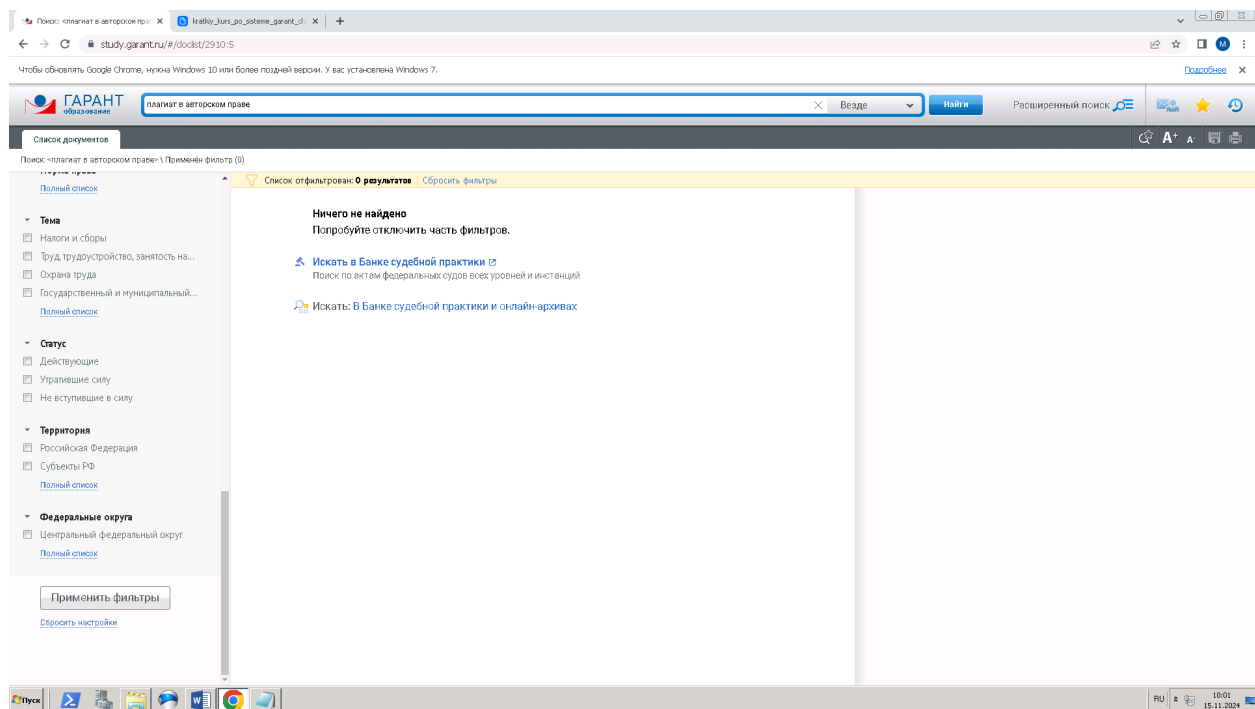 Поиск: <плагиат в авторском пра
kratkiy_kurs_po_sisteme_garant_dly
study.garant.ru/#/doclist/2910:5
M
Чтобы обновлять Google Chrome, нужна Windows 10 или более поздней версии. У вас установлена Windows 7.
Подробнее
ГАРАНТ
образование
плагиат в авторском праве
Везде
Найти
Расширенный поиск
Список документов
A+ A-
Поиск: <плагиат в авторском праве> \ Применён фильтр (0)
Список отфильтрован: 0 результатов
Сбросить фильтры
Полный список
Тема
Налоги и сборы
Труд, трудоустройство, занятость на...
Охрана труда
Государственный и муниципальный...
Полный список
Статус
Действующие
Утратившие силу
Не вступившие в силу
Территория
Российская Федерация
Субъекты РФ
Полный список
Федеральные округа
Центральный федеральный округ
Полный список
Применить фильтры
Сбросить настройки
Ничего не найдено
Попробуйте отключить часть фильтров.
Искать в Банке судебной практики
Поиск по актам федеральных судов всех уровней и инстанций
Искать: В Банке судебной практики и онлайн-архивах
Пуск
RU
10:01
15.11.2024